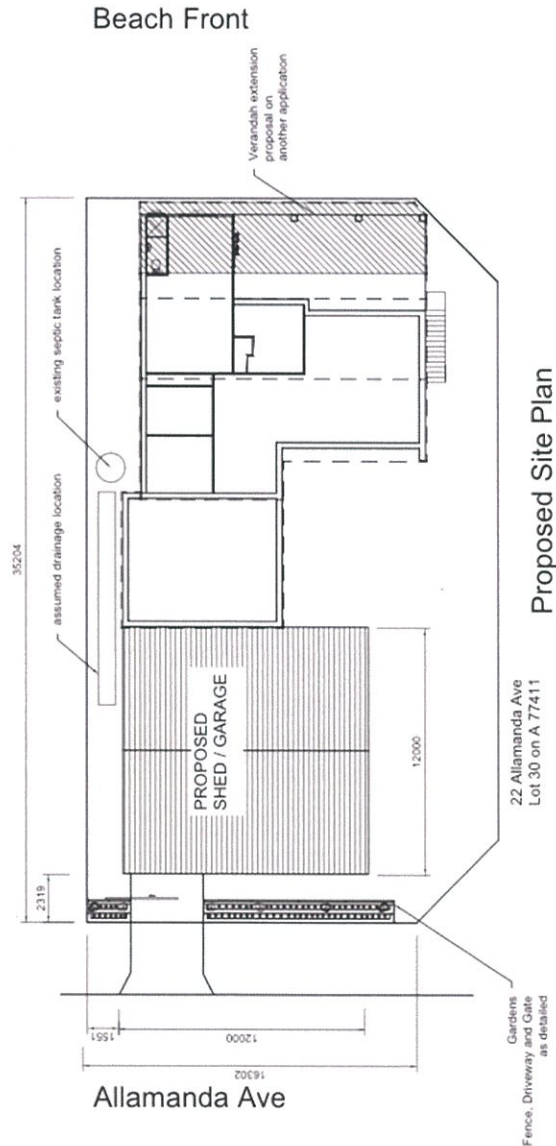 Beach Front
Verandah extension
proposal on
another application
existing septic tank location
assumed drainage location
35204
PROPOSED
SHED / GARAGE
12000
2319
1551
12000
16302
Allamanda Ave
Gardens
Fence, Driveway and Gate
as detailed
22 Allamanda Ave
Lot 30 on A 77411
Proposed Site Plan